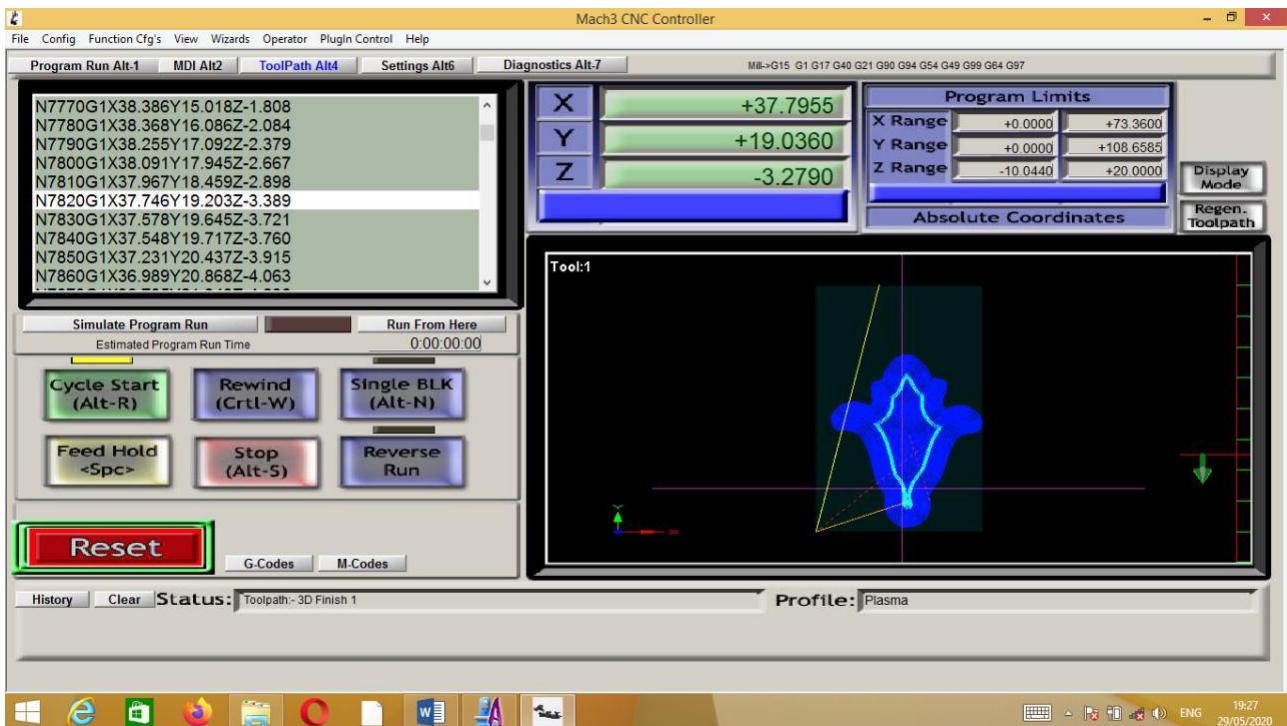 Mach3 CNC Controller
File Config Function Cfg's View Wizards Operator PlugIn Control Help
Program Run Alt-1 MDI Alt2 ToolPath Alt4 Settings Alt6 Diagnostics Alt-7 Mill->G15 G1 G17 G40 G21 G90 G94 G54 G49 G99 G64 G97
N7770G1X38.386Y15.018Z-1.808
N7780G1X38.368Y16.086Z-2.084
N7790G1X38.255Y17.092Z-2.379
N7800G1X38.091Y17.945Z-2.667
N7810G1X37.967Y18.459Z-2.898
N7820G1X37.746Y19.203Z-3.389
N7830G1X37.578Y19.645Z-3.721
N7840G1X37.548Y19.717Z-3.760
N7850G1X37.231Y20.437Z-3.915
N7860G1X36.989Y20.868Z-4.063
X +37.7955
Y +19.0360
Z -3.2790
Program Limits
X Range +0.0000 +73.3600
Y Range +0.0000 +108.6585
Z Range -10.0440 +20.0000
Absolute Coordinates
Display Mode
Regen. Toolpath
Tool:1
Simulate Program Run Run From Here
Estimated Program Run Time 0:00:00:00
Cycle Start (Alt-R)
Rewind (Crtl-W)
Single BLK (Alt-N)
Feed Hold <Spc>
Stop (Alt-S)
Reverse Run
Reset
G-Codes M-Codes
History Clear Status: Toolpath:- 3D Finish 1 Profile: Plasma
ENG 19:27
29/05/2020